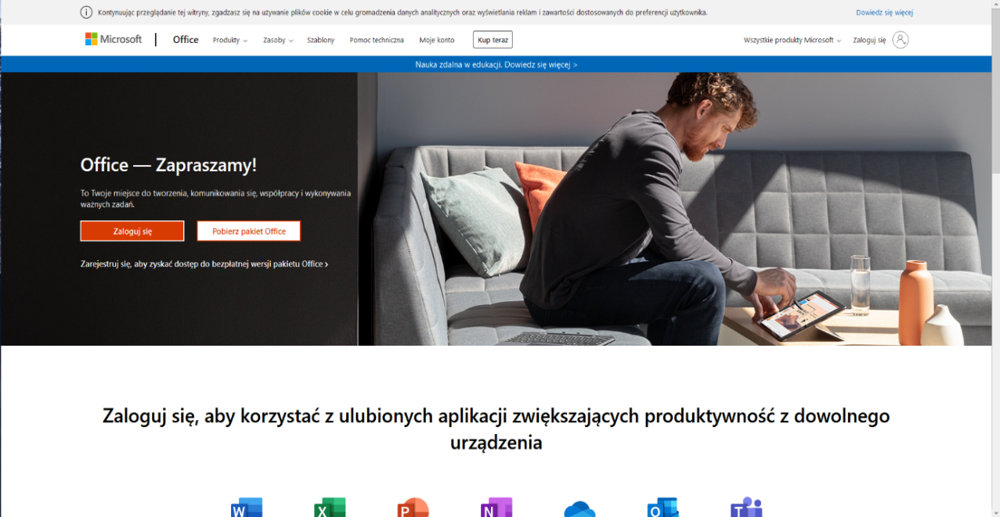 Kontynuując przeglądanie tej witryny, zgadzasz się na używanie plików cookie w celu gromadzenia danych analitycznych oraz wyświetlania reklam i zawartości dostosowanych do preferencji użytkownika.
Dowiedz się więcej
Microsoft
Office
Produkty
Zasoby
Szablony
Pomoc techniczna
Moje konto
Kup teraz
Wszystkie produkty Microsoft
Zaloguj się
Nauka zdalna w edukacji. Dowiedz się więcej >
Office — Zapraszamy!
To Twoje miejsce do tworzenia, komunikowania się, współpracy i wykonywania
ważnych zadań.
Zaloguj się
Pobierz pakiet Office
Zarejestruj się, aby zyskać dostęp do bezpłatnej wersji pakietu Office >
Zaloguj się, aby korzystać z ulubionych aplikacji zwiększających produktywność z dowolnego
urządzenia
W
X
P
N
O
T